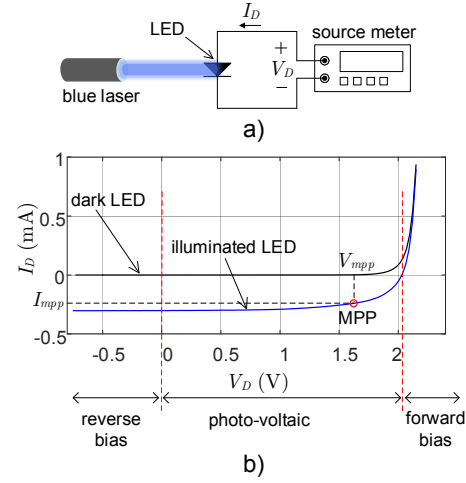 LED
I_D
source meter
+
V_D
−
blue laser
a)
1
dark LED
0.5
I_D (mA)
illuminated LED
V_mpp
0
I_mpp
MPP
-0.5
-0.5 0 0.5 1 1.5 2
V_D (V)
reverse bias
photo-voltaic
forward bias
b)